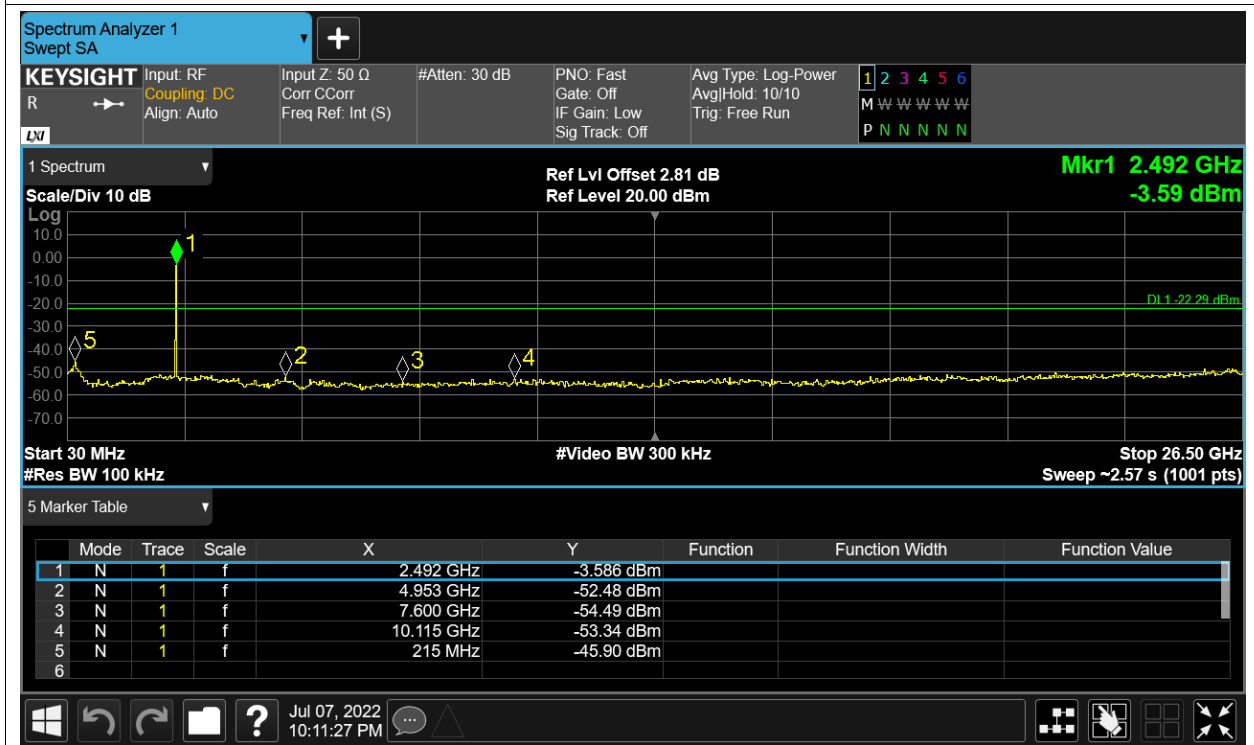 Spectrum Analyzer 1
Swept SA
+
KEYSIGHT
R
LXI
Input: RF
Coupling: DC
Align: Auto
Input Z: 50 Ω
Corr CCorr
Freq Ref: Int (S)
#Atten: 30 dB
PNO: Fast
Gate: Off
IF Gain: Low
Sig Track: Off
Avg Type: Log-Power
Avg|Hold: 10/10
Trig: Free Run
1 2 3 4 5 6
M W W W W W
P N N N N N
1 Spectrum
Scale/Div 10 dB
Ref Lvl Offset 2.81 dB
Ref Level 20.00 dBm
Mkr1 2.492 GHz
-3.59 dBm
Log
10.0
0.00
-10.0
-20.0
-30.0
-40.0
-50.0
-60.0
-70.0
1
5
2
3
4
DL1 -22.29 dBm
Start 30 MHz
#Res BW 100 kHz
#Video BW 300 kHz
Stop 26.50 GHz
Sweep ~2.57 s (1001 pts)
5 Marker Table
Mode Trace Scale X Y Function Function Width Function Value
1 N 1 f 2.492 GHz -3.586 dBm
2 N 1 f 4.953 GHz -52.48 dBm
3 N 1 f 7.600 GHz -54.49 dBm
4 N 1 f 10.115 GHz -53.34 dBm
5 N 1 f 215 MHz -45.90 dBm
6
?
Jul 07, 2022
10:11:27 PM